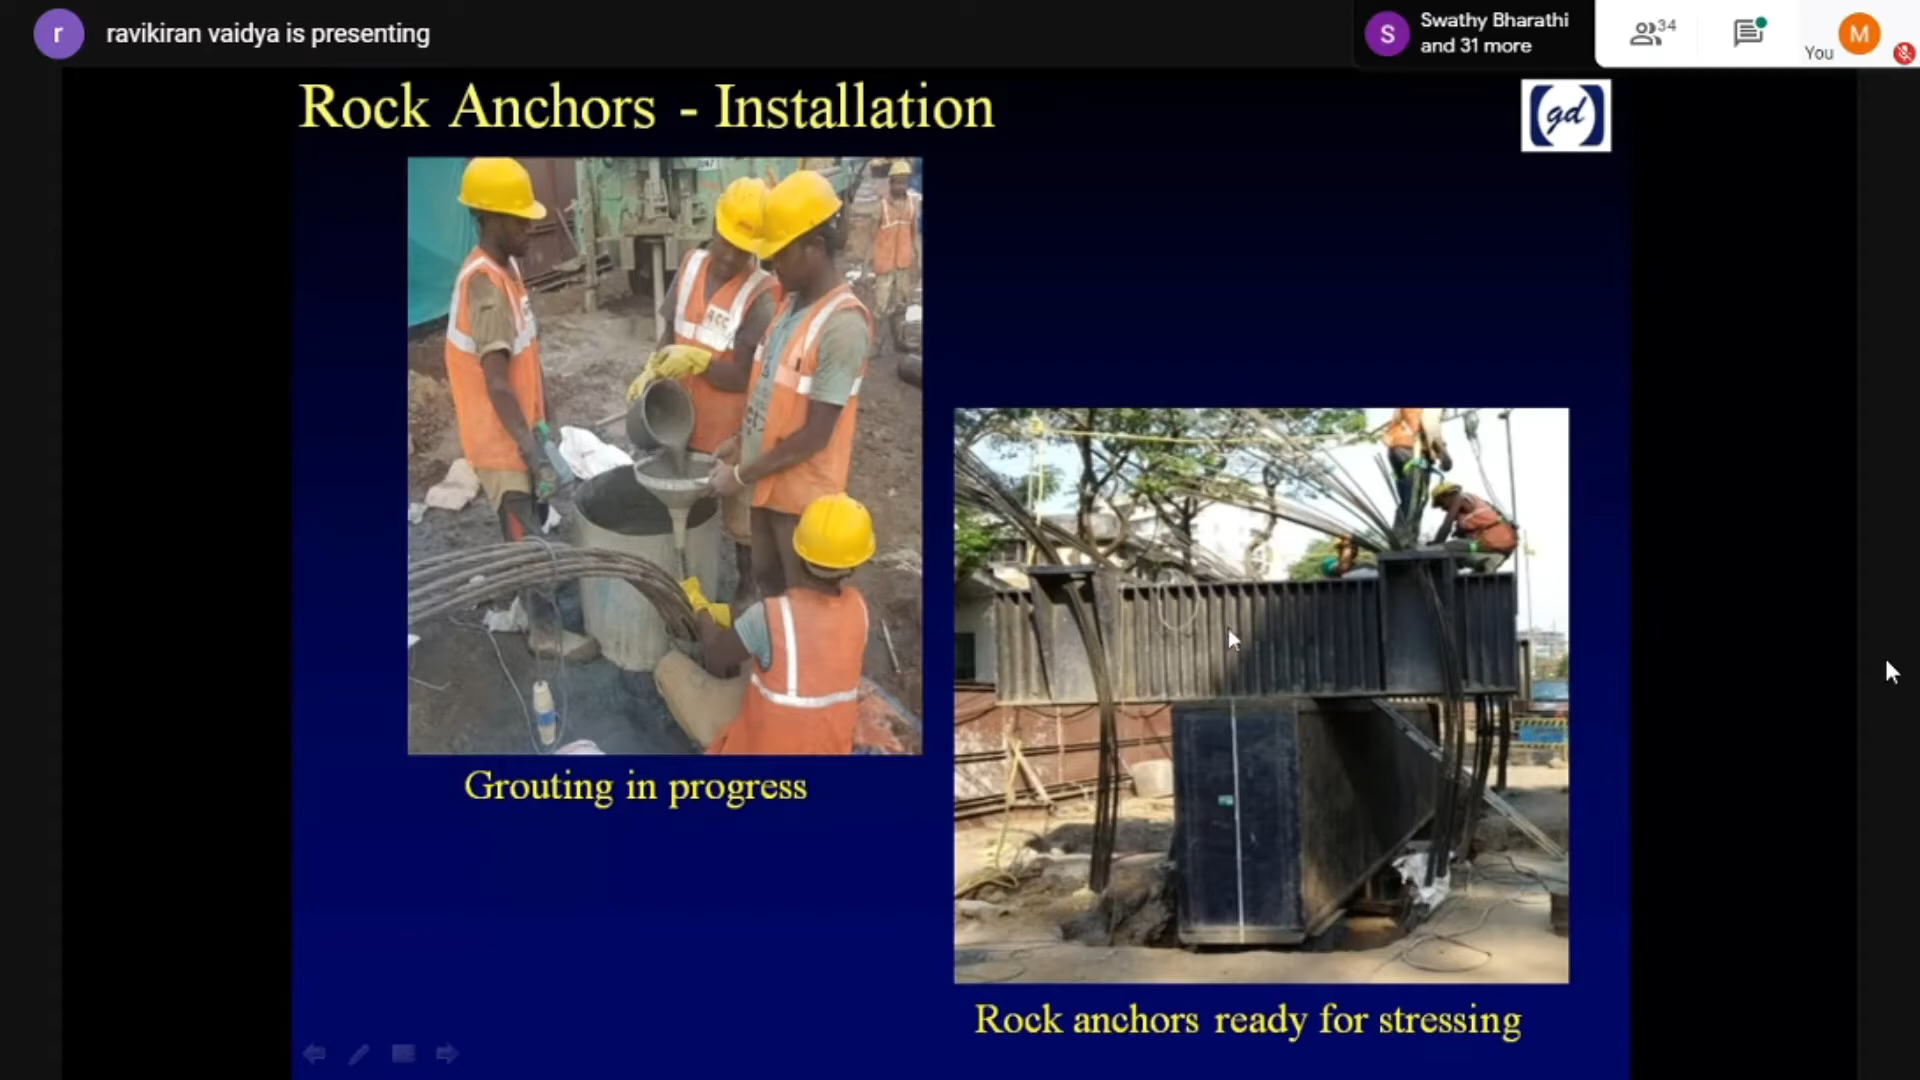 r
ravikiran vaidya is presenting
S
Swathy Bharathi
and 31 more
34
You
M
Rock Anchors - Installation
gd
Grouting in progress
Rock anchors ready for stressing